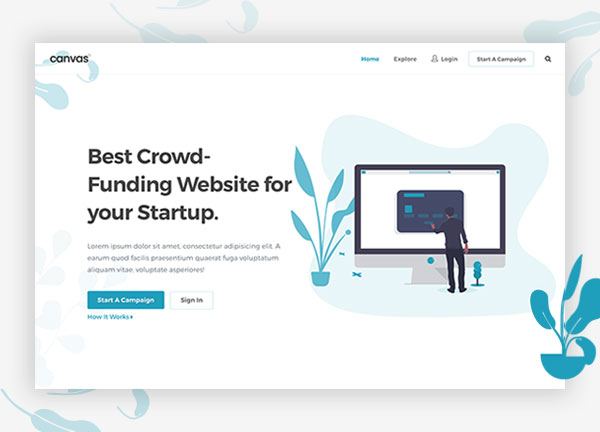 canvas
Home Explore Login Start A Campaign
Best Crowd-
Funding Website for
your Startup.
Lorem ipsum dolor sit amet, consectetur adipisicing elit. A
earum quod facilis praesentium quaerat fuga voluptatum
aliquam vitae, voluptate asperiores!
Start A Campaign Sign In
How It Works